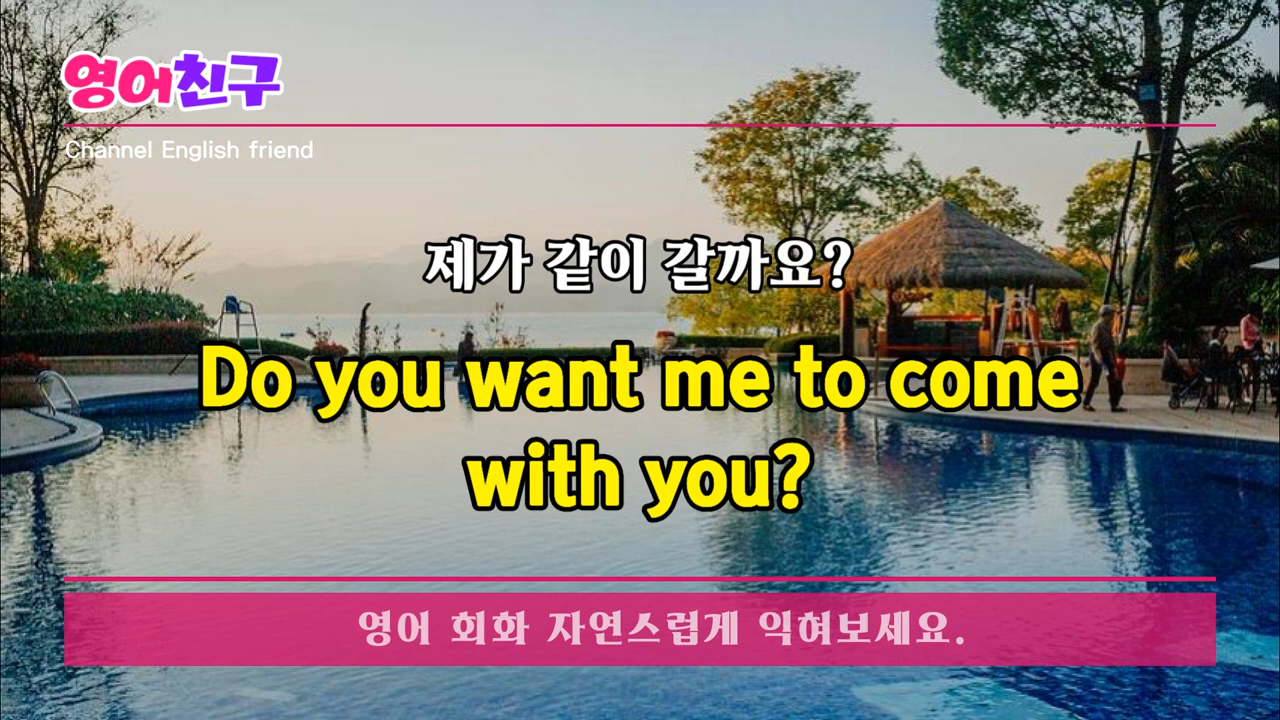 영어친구
Channel English friend
제가 같이 갈까요?
Do you want me to come
with you?
영어 회화 자연스럽게 익혀보세요.